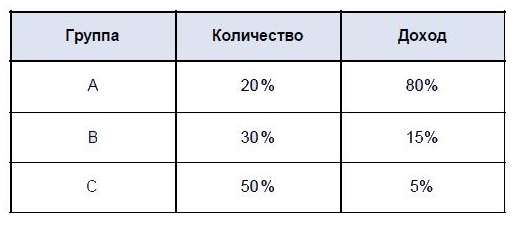 Группа Количество Доход
A 20% 80%
B 30% 15%
C 50% 5%